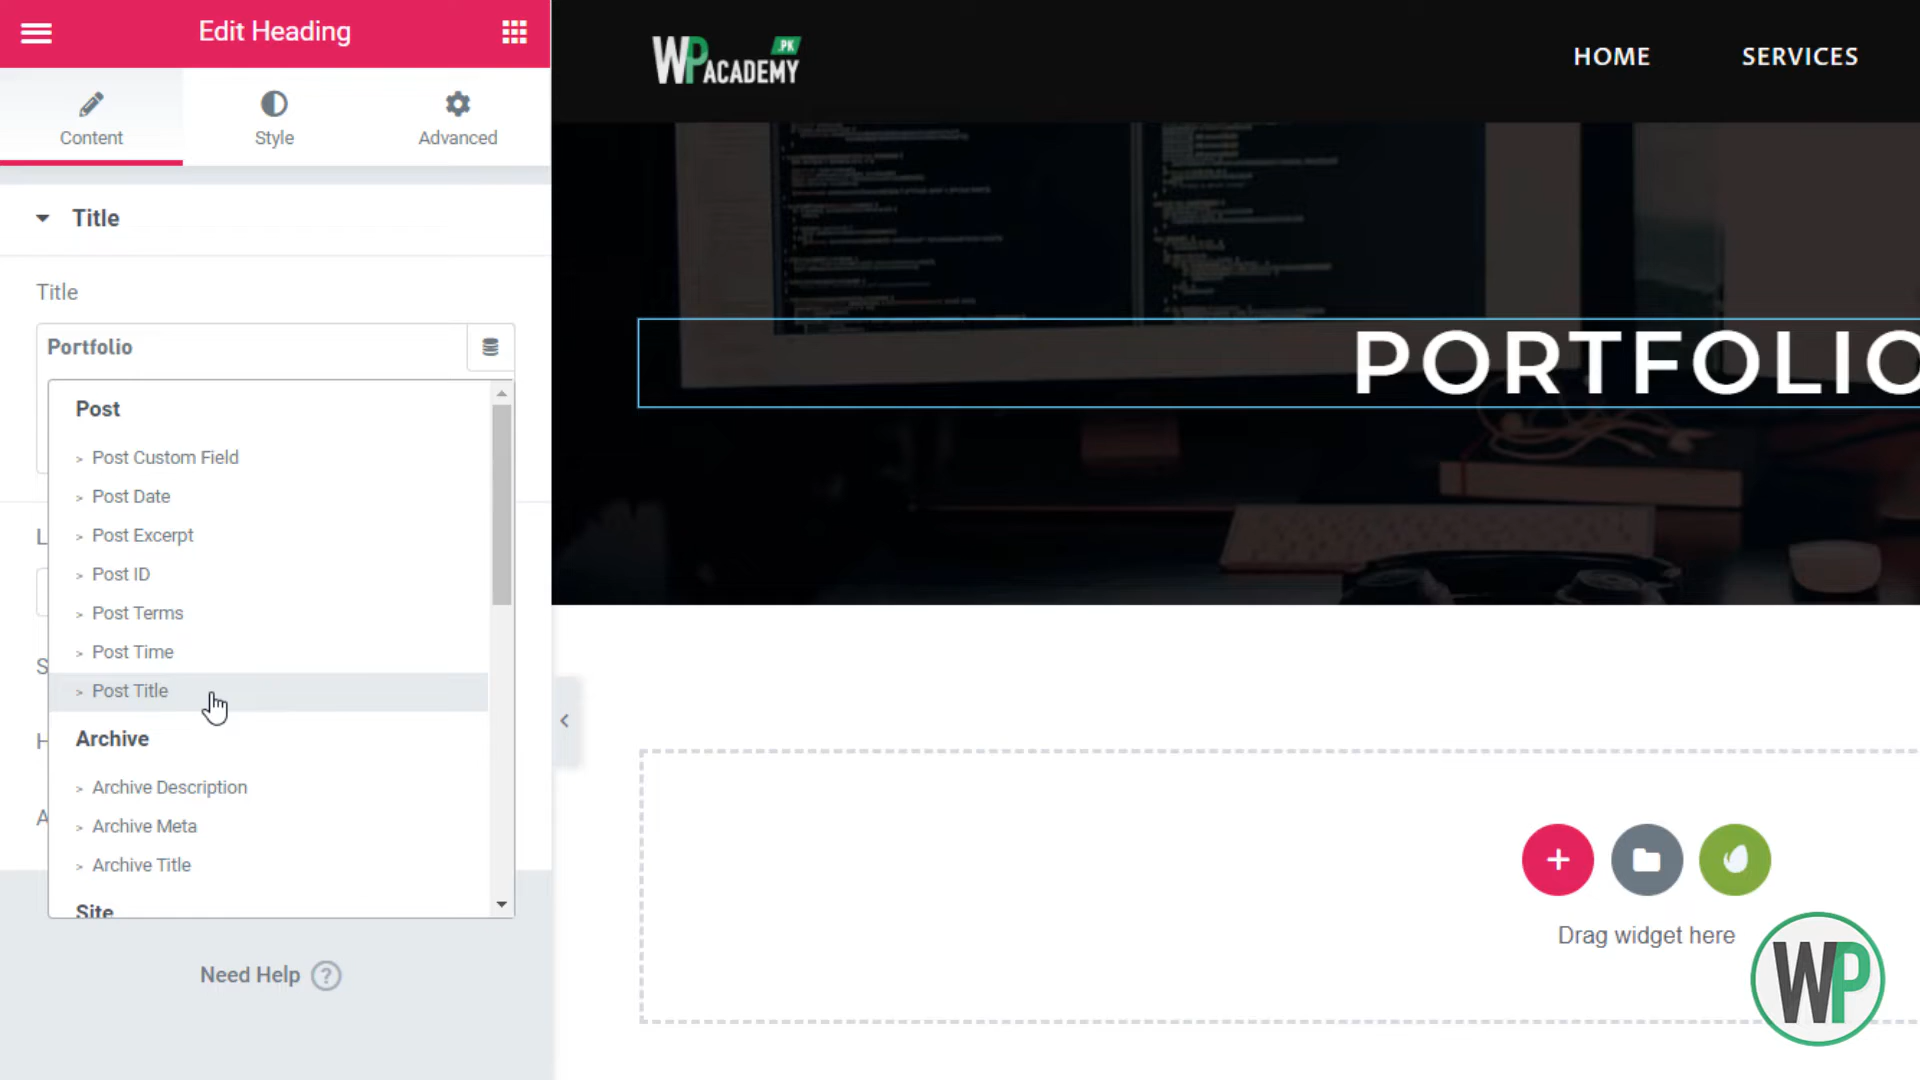 Edit Heading
Content
Style
Advanced
Title
Title
Portfolio
Post
> Post Custom Field
> Post Date
> Post Excerpt
> Post ID
> Post Terms
> Post Time
> Post Title
Archive
> Archive Description
> Archive Meta
> Archive Title
Site
L
S
H
A
Need Help ?
WP ACADEMY .PK
HOME
SERVICES
PORTFOLIO
Drag widget here
WP